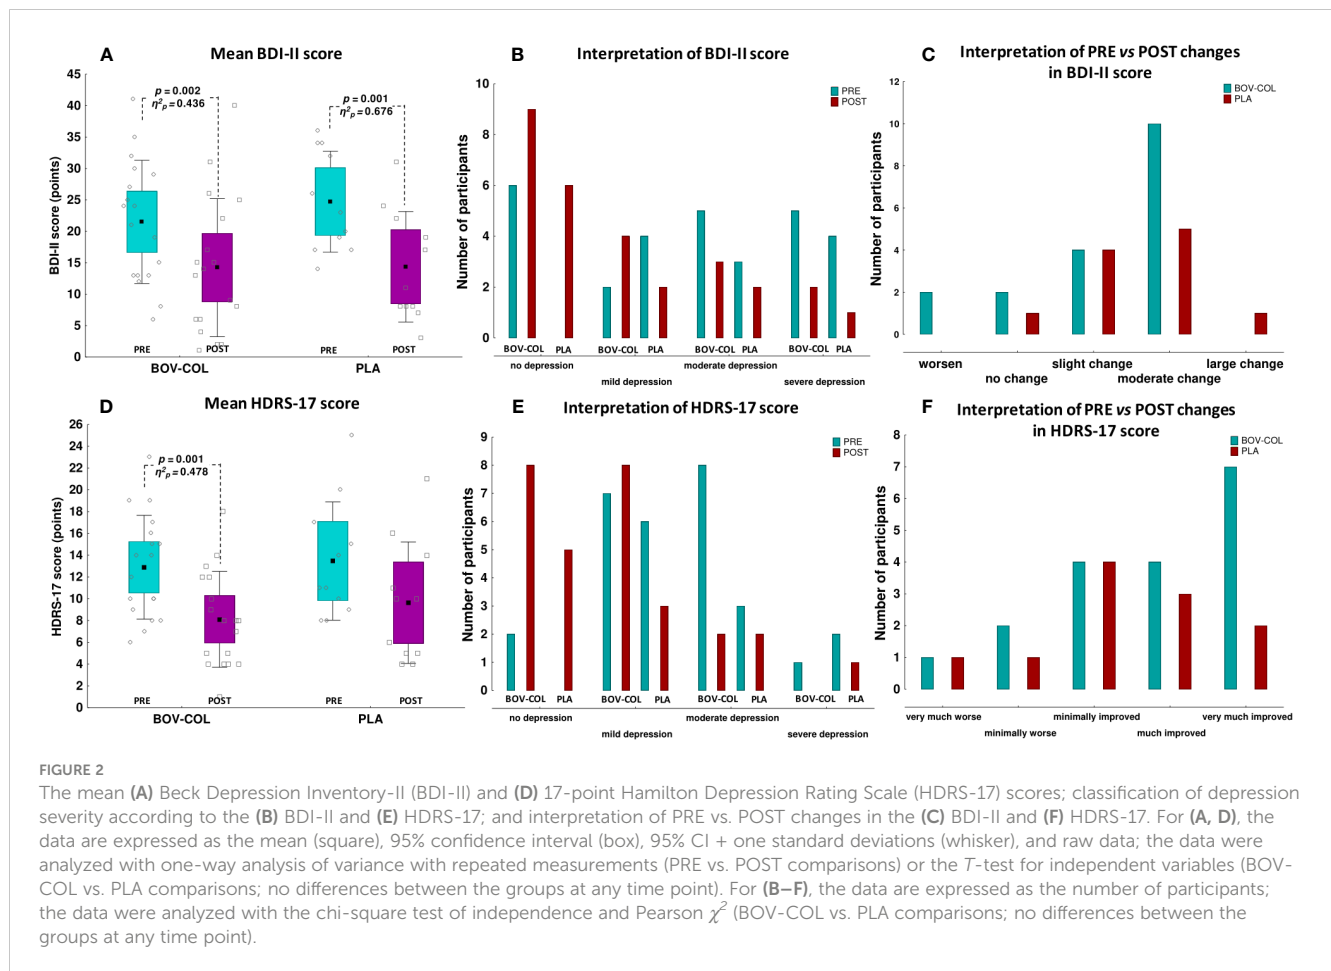 A
Mean BDI-II score
p = 0.002
η²p = 0.436
p = 0.001
η²p = 0.676
BDI-II score (points)
45
40
35
30
25
20
15
10
5
0
PRE
POST
PRE
POST
BOV-COL
PLA
B
Interpretation of BDI-II score
PRE
POST
Number of participants
10
8
6
4
2
0
BOV-COL
PLA
BOV-COL
PLA
BOV-COL
PLA
BOV-COL
PLA
no depression
mild depression
moderate depression
severe depression
C
Interpretation of PRE vs POST changes
in BDI-II score
BOV-COL
PLA
Number of participants
12
10
8
6
4
2
0
worsen
no change
slight change
moderate change
large change
D
Mean HDRS-17 score
p = 0.001
η²p = 0.478
HDRS-17 score (points)
26
24
22
20
18
16
14
12
10
8
6
4
2
0
PRE
POST
PRE
POST
BOV-COL
PLA
E
Interpretation of HDRS-17 score
PRE
POST
Number of participants
9
8
7
6
5
4
3
2
1
0
BOV-COL
PLA
BOV-COL
PLA
BOV-COL
PLA
BOV-COL
PLA
no depression
mild depression
moderate depression
severe depression
F
Interpretation of PRE vs POST changes
in HDRS-17 score
BOV-COL
PLA
Number of participants
8
7
6
5
4
3
2
1
0
very much worse
minimally worse
minimally improved
much improved
very much improved
FIGURE 2
The mean (A) Beck Depression Inventory-II (BDI-II) and (D) 17-point Hamilton Depression Rating Scale (HDRS-17) scores; classification of depression
severity according to the (B) BDI-II and (E) HDRS-17; and interpretation of PRE vs. POST changes in the (C) BDI-II and (F) HDRS-17. For (A, D), the
data are expressed as the mean (square), 95% confidence interval (box), 95% CI + one standard deviations (whisker), and raw data; the data were
analyzed with one-way analysis of variance with repeated measurements (PRE vs. POST comparisons) or the T-test for independent variables (BOV-
COL vs. PLA comparisons; no differences between the groups at any time point). For (B–F), the data are expressed as the number of participants;
the data were analyzed with the chi-square test of independence and Pearson χ² (BOV-COL vs. PLA comparisons; no differences between the
groups at any time point).